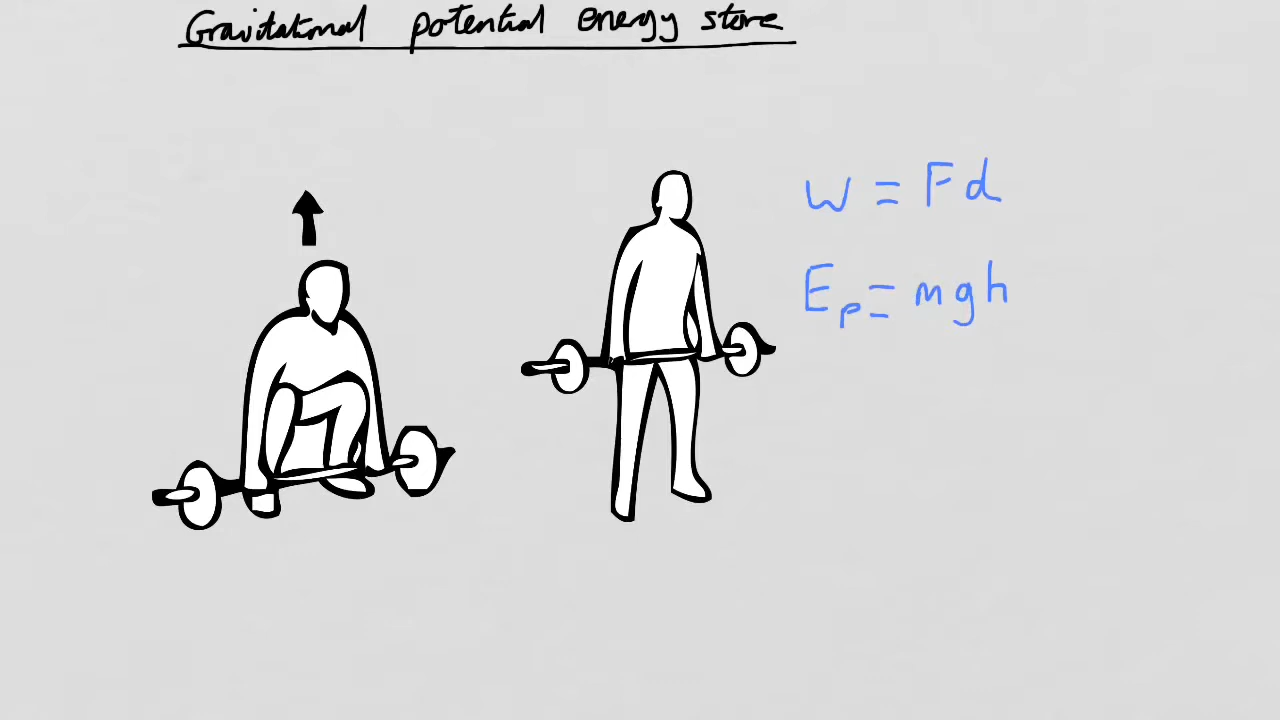 Gravitational potential energy store
W = Fd
Ep = mgh